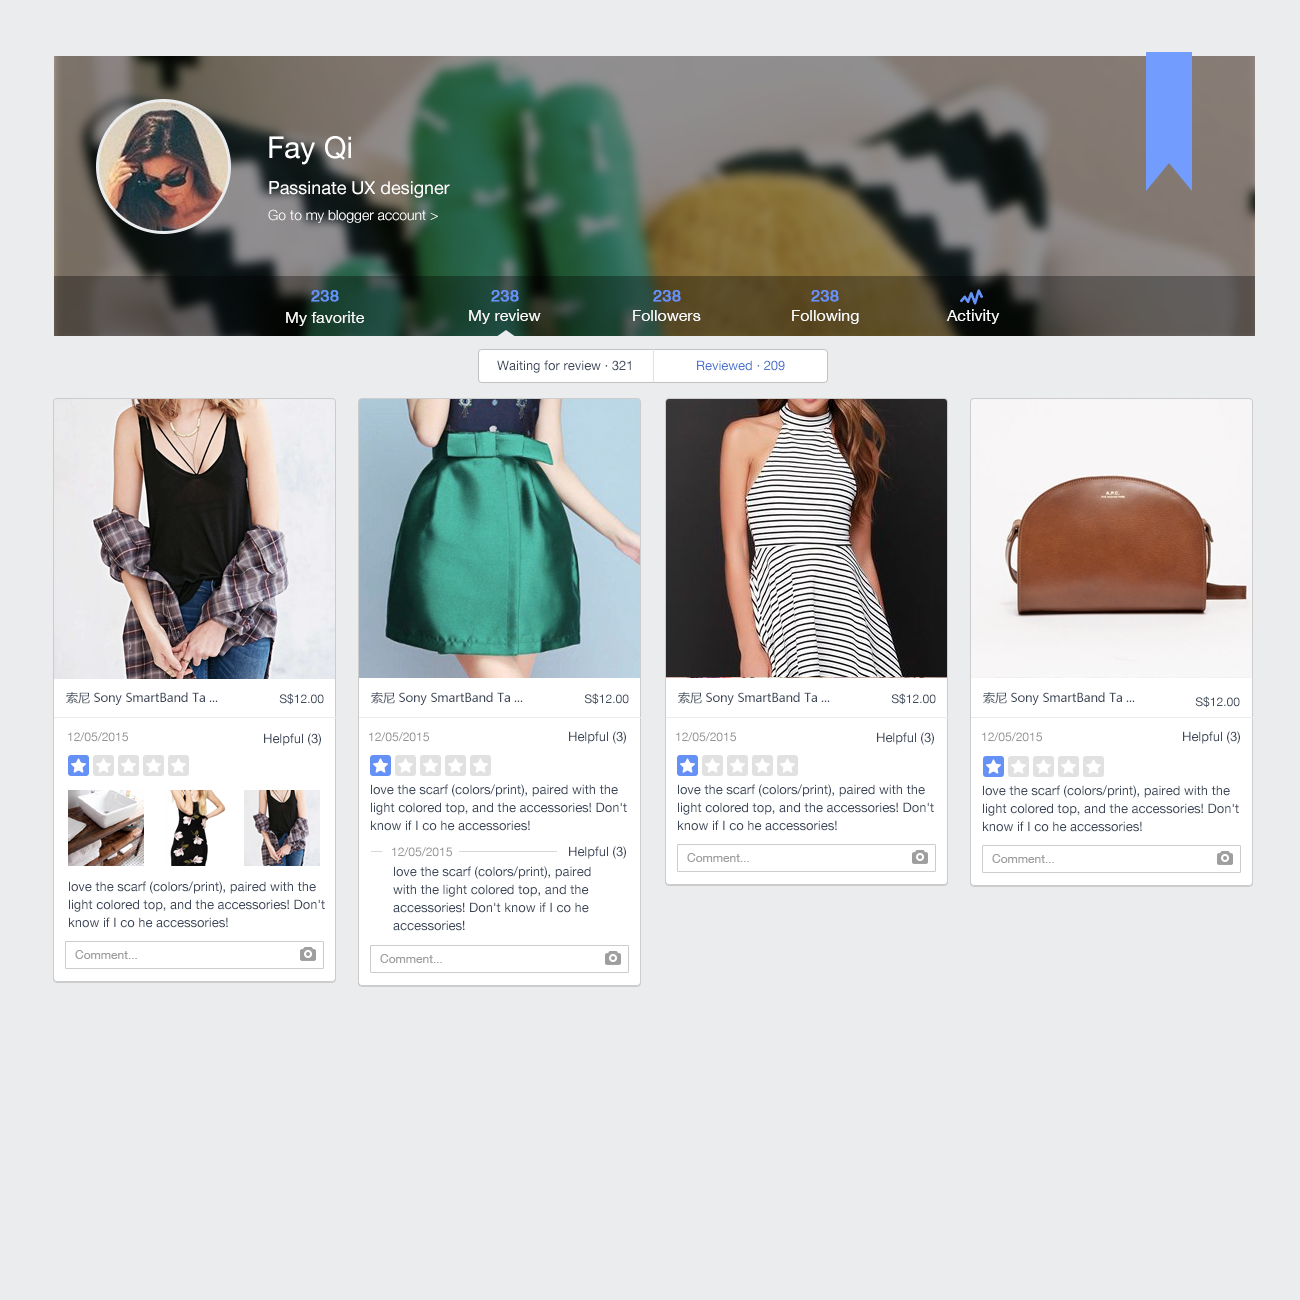 Fay Qi
Passinate UX designer
Go to my blogger account >
238
My favorite
238
My review
238
Followers
238
Following
Activity
Waiting for review · 321
Reviewed · 209
索尼 Sony SmartBand Ta ...
S$12.00
12/05/2015
Helpful (3)
love the scarf (colors/print), paired with the
light colored top, and the accessories! Don't
know if I co he accessories!
Comment...
索尼 Sony SmartBand Ta ...
S$12.00
12/05/2015
Helpful (3)
love the scarf (colors/print), paired with the
light colored top, and the accessories! Don't
know if I co he accessories!
12/05/2015
Helpful (3)
love the scarf (colors/print), paired
with the light colored top, and the
accessories! Don't know if I co he
accessories!
Comment...
索尼 Sony SmartBand Ta ...
S$12.00
12/05/2015
Helpful (3)
love the scarf (colors/print), paired with the
light colored top, and the accessories! Don't
know if I co he accessories!
Comment...
A.P.C.
索尼 Sony SmartBand Ta ...
S$12.00
12/05/2015
Helpful (3)
love the scarf (colors/print), paired with the
light colored top, and the accessories! Don't
know if I co he accessories!
Comment...